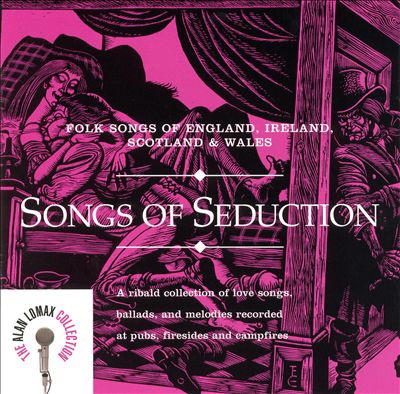 FOLK SONGS OF ENGLAND, IRELAND,
SCOTLAND & WALES
SONGS OF SEDUCTION
A ribald collection of love songs,
ballads, and melodies recorded
at pubs, firesides and campfires
THE ALAN LOMAX COLLECTION